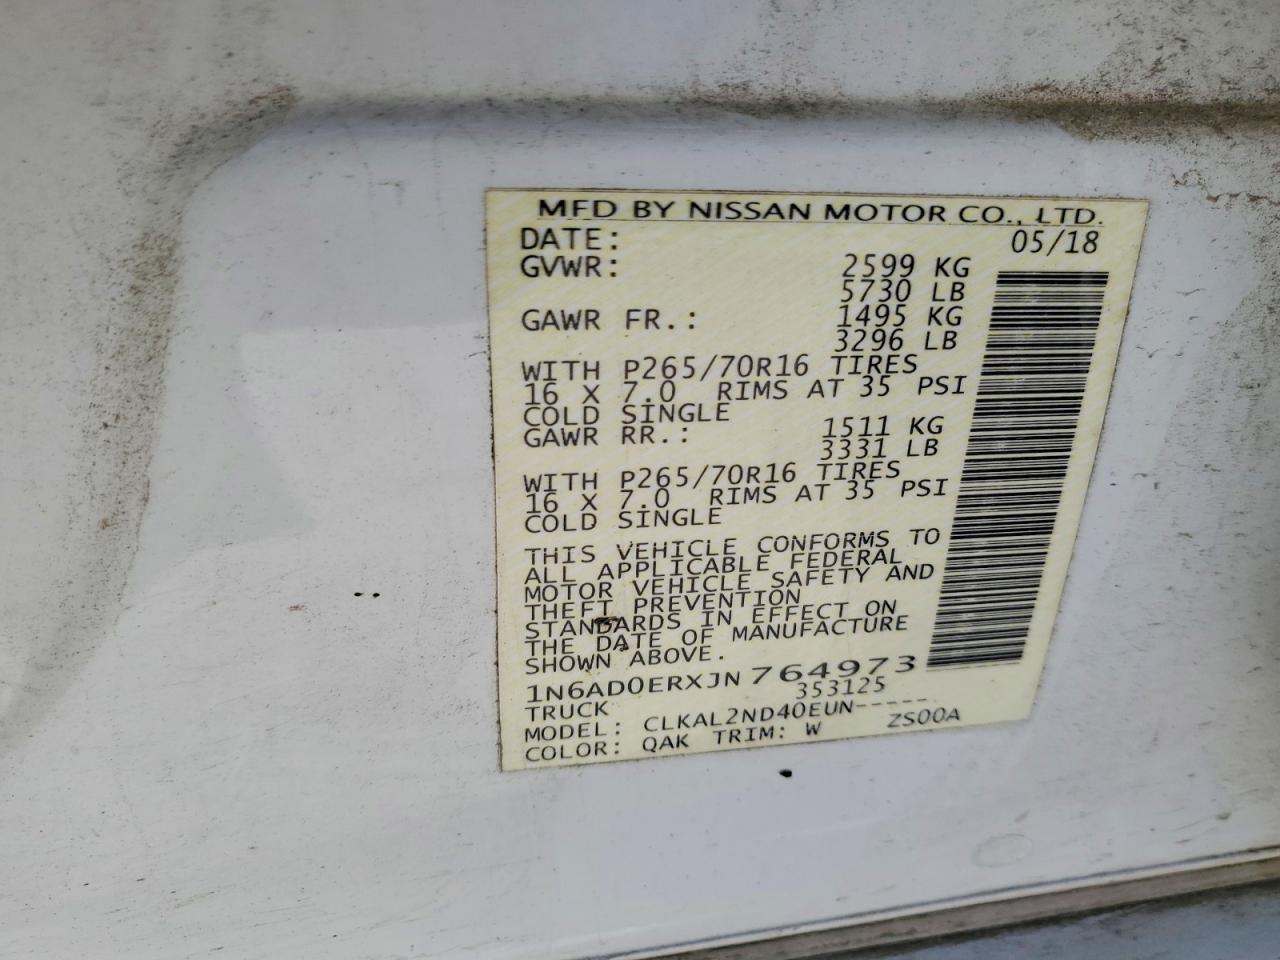 MFD BY NISSAN MOTOR CO., LTD.
DATE: 05/18
GVWR: 2599 KG
5730 LB
GAWR FR.: 1495 KG
3296 LB
WITH P265/70R16 TIRES
16 X 7.0 RIMS AT 35 PSI
COLD SINGLE
GAWR RR.: 1511 KG
3331 LB
WITH P265/70R16 TIRES
16 X 7.0 RIMS AT 35 PSI
COLD SINGLE
THIS VEHICLE CONFORMS TO
ALL APPLICABLE FEDERAL
MOTOR VEHICLE SAFETY AND
THEFT PREVENTION
STANDARDS IN EFFECT ON
THE DATE OF MANUFACTURE
SHOWN ABOVE.
1N6AD0ERXJN764973
TRUCK 353125
MODEL: CLKAL2ND40EUN-----
COLOR: QAK TRIM: W ZS00A